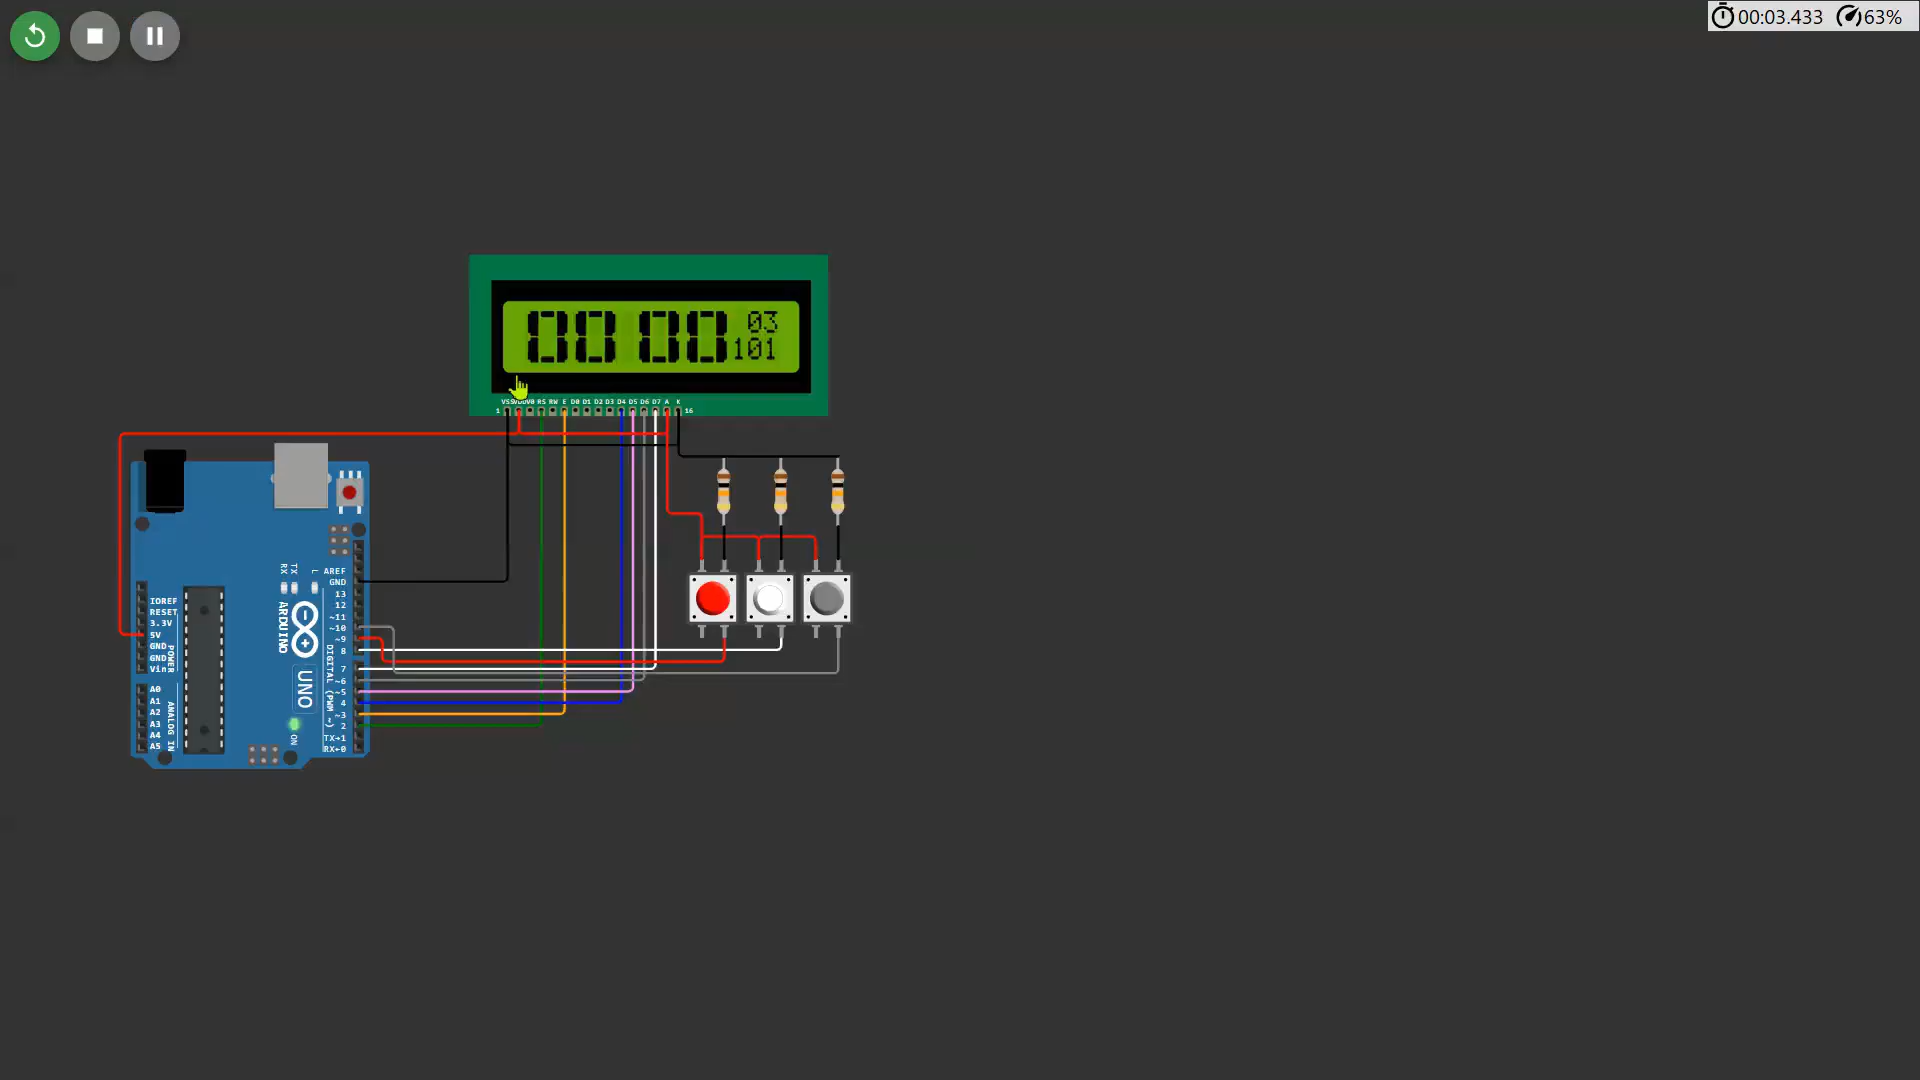 00:03.433 63%
00 00 03
101
VSS VDD V0 RS RW E D0 D1 D2 D3 D4 D5 D6 D7 A K
1 16
RX TX L
AREF
GND
13
12
~11
~10
~9
8
7
~6
~5
4
~3
2
TX→1
RX←0
DIGITAL (PWM ~)
ARDUINO
UNO
ON
IOREF
RESET
3.3V
5V
GND
GND
Vin
POWER
A0
A1
A2
A3
A4
A5
ANALOG IN